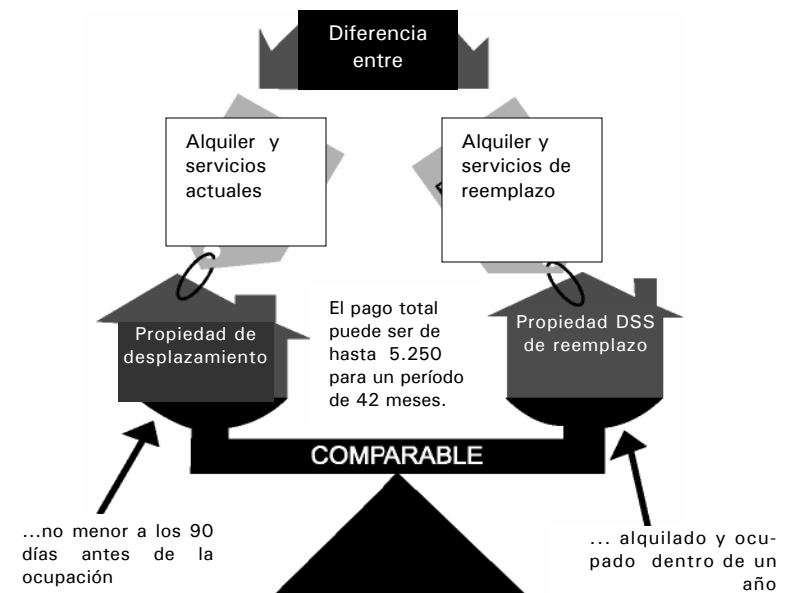 Diferencia
entre
Alquiler y
servicios
actuales
Alquiler y
servicios de
reemplazo
Propiedad de
desplazamiento
El pago total
puede ser de
hasta 5.250
para un período
de 42 meses.
Propiedad DSS
de reemplazo
COMPARABLE
...no menor a los 90
días antes de la
ocupación
... alquilado y ocu-
pado dentro de un
año